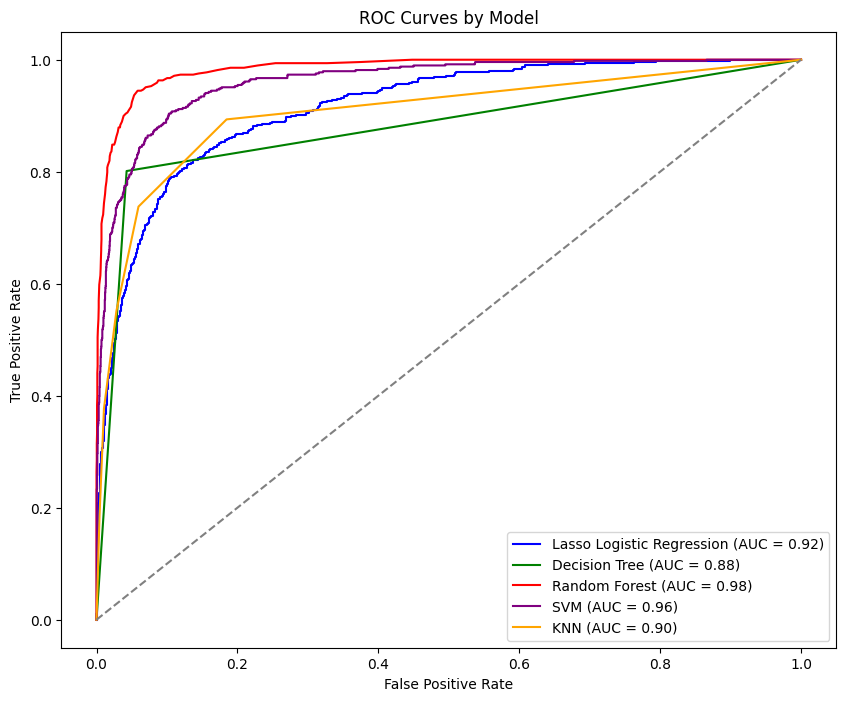 ROC Curves by Model
True Positive Rate
1.0
0.8
0.6
0.4
0.2
0.0
0.0 0.2 0.4 0.6 0.8 1.0
False Positive Rate
Lasso Logistic Regression (AUC = 0.92)
Decision Tree (AUC = 0.88)
Random Forest (AUC = 0.98)
SVM (AUC = 0.96)
KNN (AUC = 0.90)